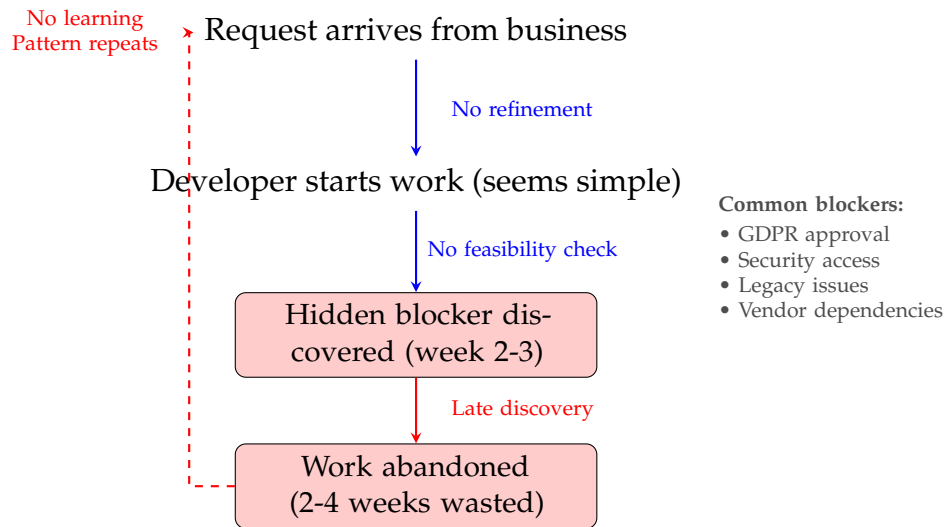 No learning
Pattern repeats
Request arrives from business
No refinement
Developer starts work (seems simple)
No feasibility check
Common blockers:
• GDPR approval
• Security access
• Legacy issues
• Vendor dependencies
Hidden blocker dis-
covered (week 2-3)
Late discovery
Work abandoned
(2-4 weeks wasted)